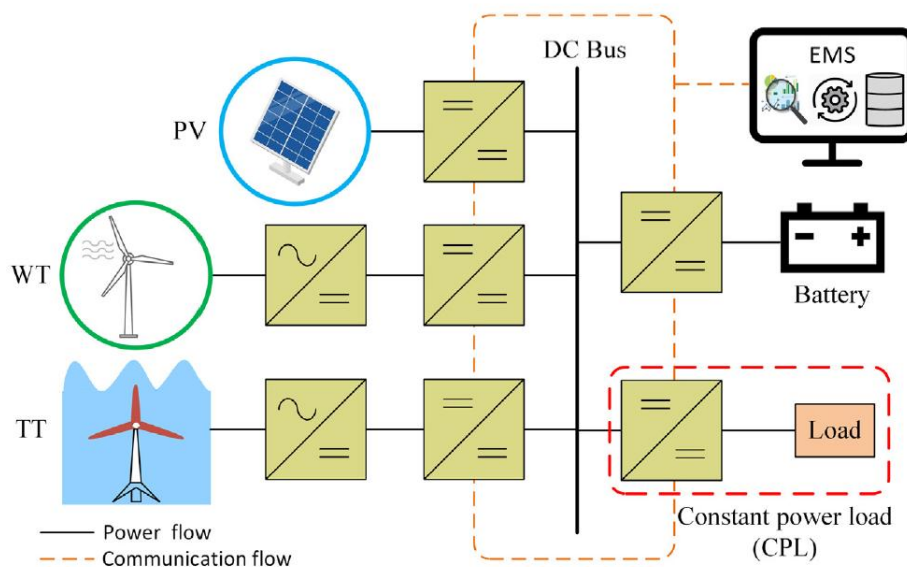 DC Bus
EMS
PV
WT
Battery
TT
Load
Power flow
Communication flow
Constant power load
(CPL)